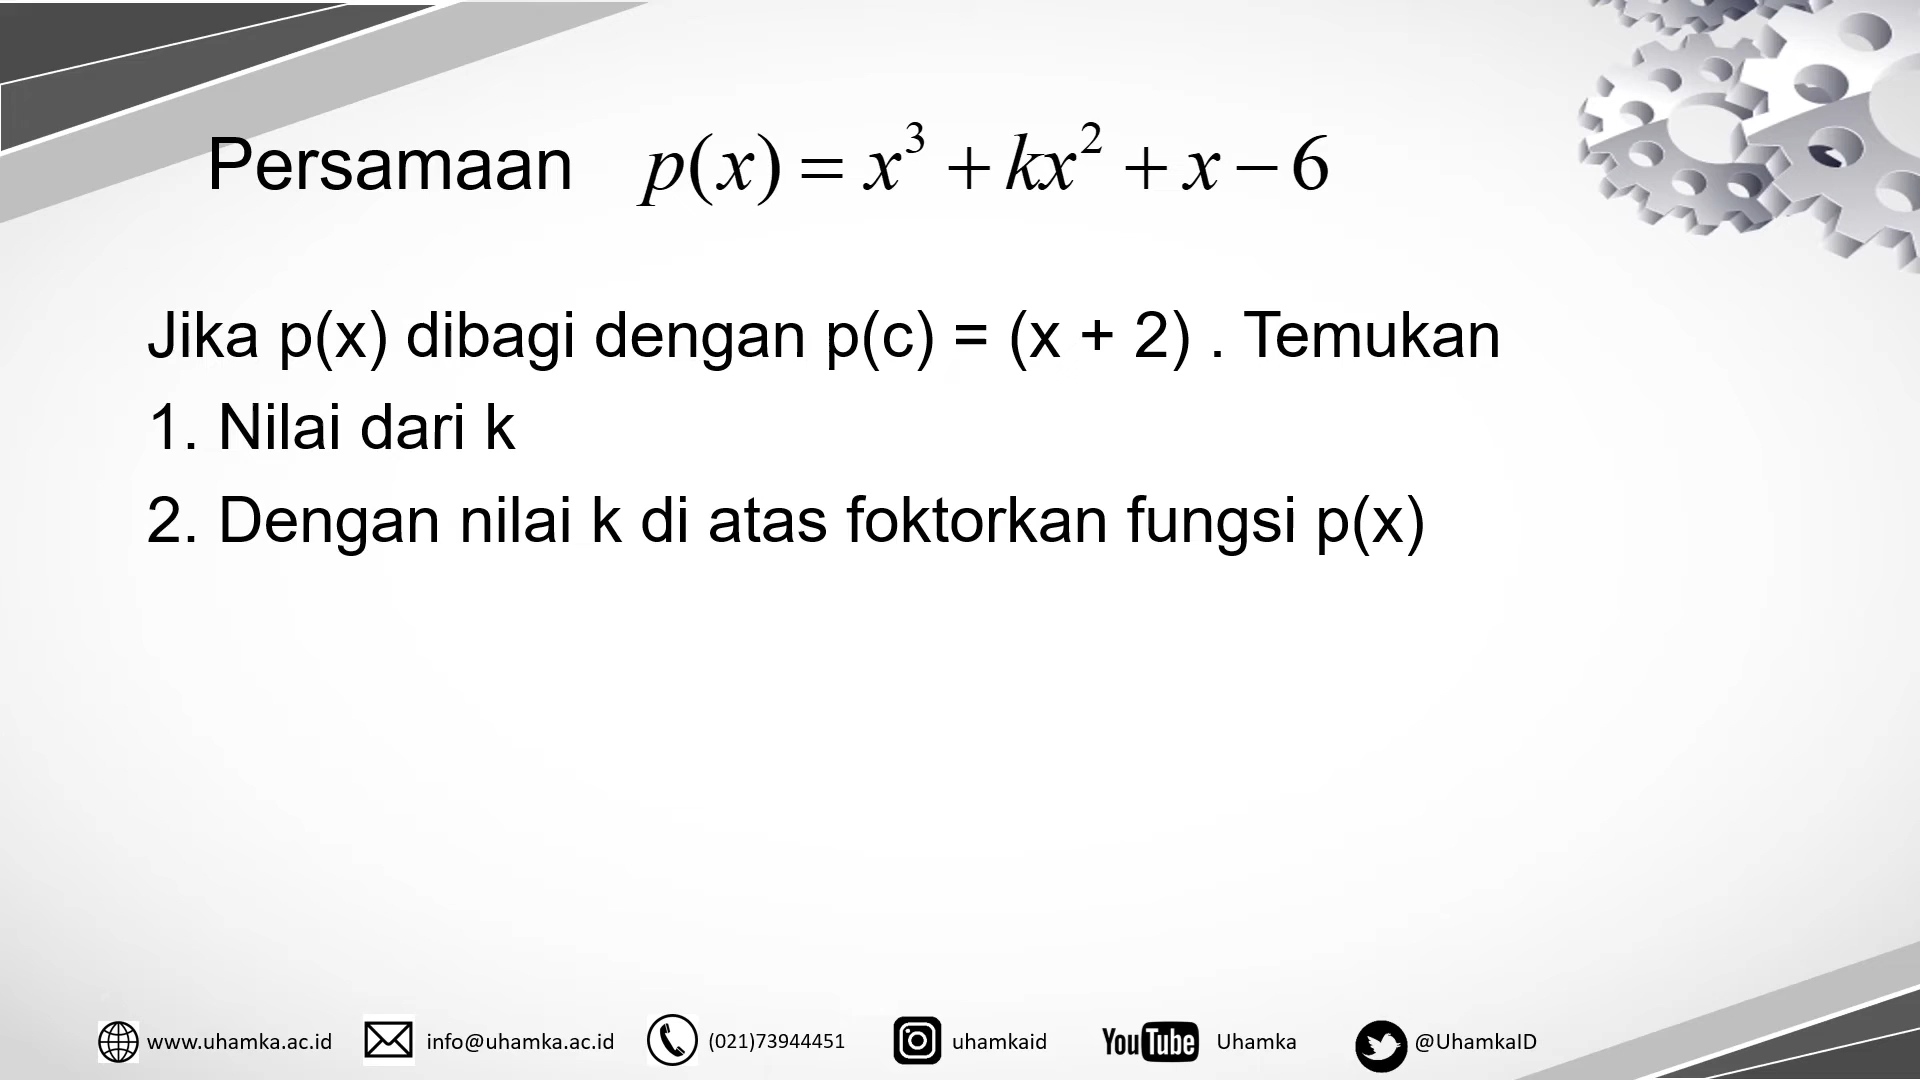 Persamaan p(x) = x³ + kx² + x − 6
Jika p(x) dibagi dengan p(c) = (x + 2) . Temukan
1. Nilai dari k
2. Dengan nilai k di atas foktorkan fungsi p(x)
www.uhamka.ac.id info@uhamka.ac.id (021)73944451 uhamkaid YouTube Uhamka @UhamkaID